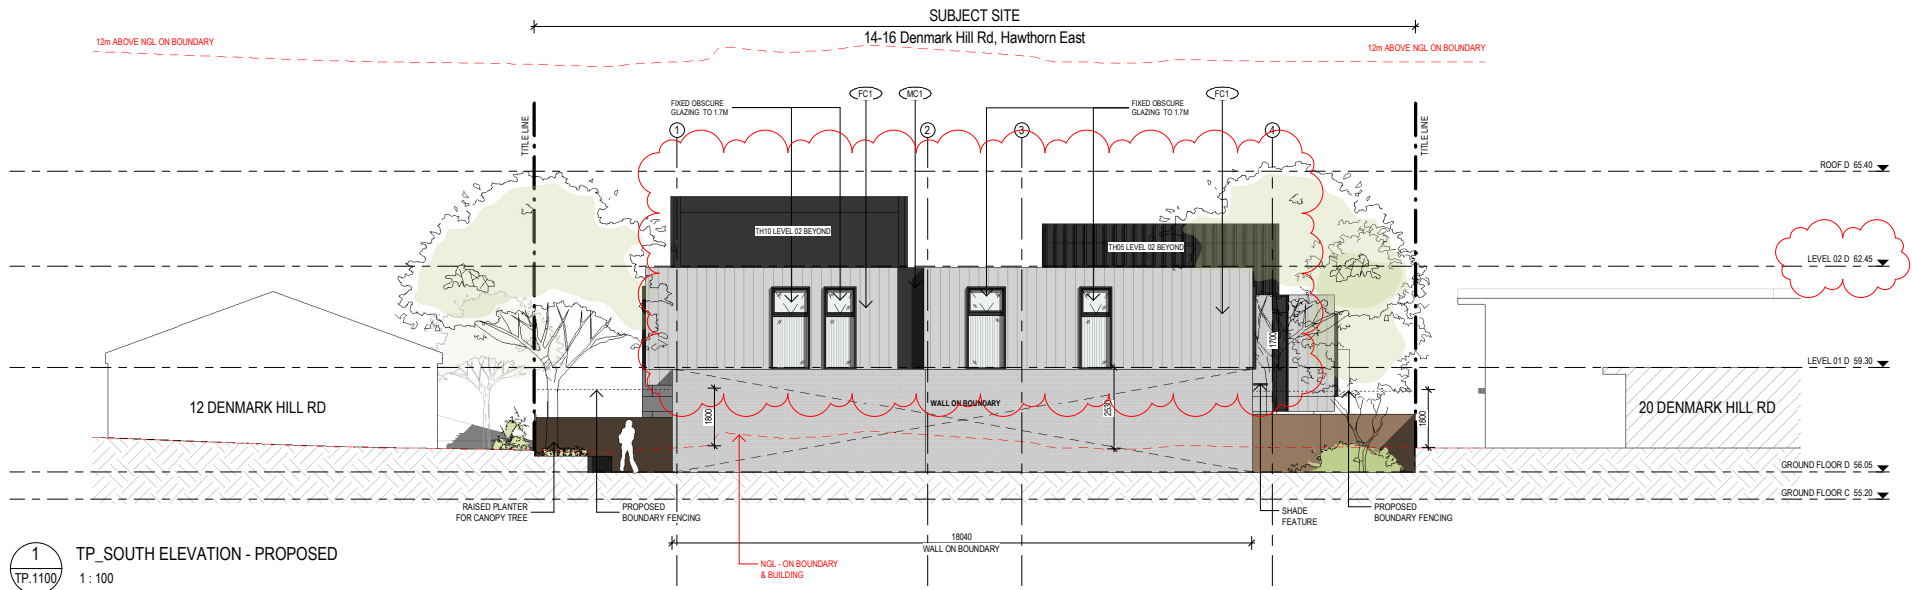 SUBJECT SITE
14-16 Denmark Hill Rd, Hawthorn East
12m ABOVE NGL ON BOUNDARY
12m ABOVE NGL ON BOUNDARY
FIXED OBSCURE
GLAZING TO 1.7M
FC1
MC1
FIXED OBSCURE
GLAZING TO 1.7M
FC1
TITLE LINE
1
2
3
4
TITLE LINE
ROOF D 65.40
TH10 LEVEL 02 BEYOND
TH05 LEVEL 02 BEYOND
LEVEL 02 D 62.45
1700
LEVEL 01 D 59.30
12 DENMARK HILL RD
WALL ON BOUNDARY
20 DENMARK HILL RD
1800
2530
1800
GROUND FLOOR D 56.05
GROUND FLOOR C 55.20
RAISED PLANTER
FOR CANOPY TREE
PROPOSED
BOUNDARY FENCING
SHADE
FEATURE
PROPOSED
BOUNDARY FENCING
18040
WALL ON BOUNDARY
NGL - ON BOUNDARY
& BUILDING
1
TP.1100
TP_SOUTH ELEVATION - PROPOSED
1 : 100